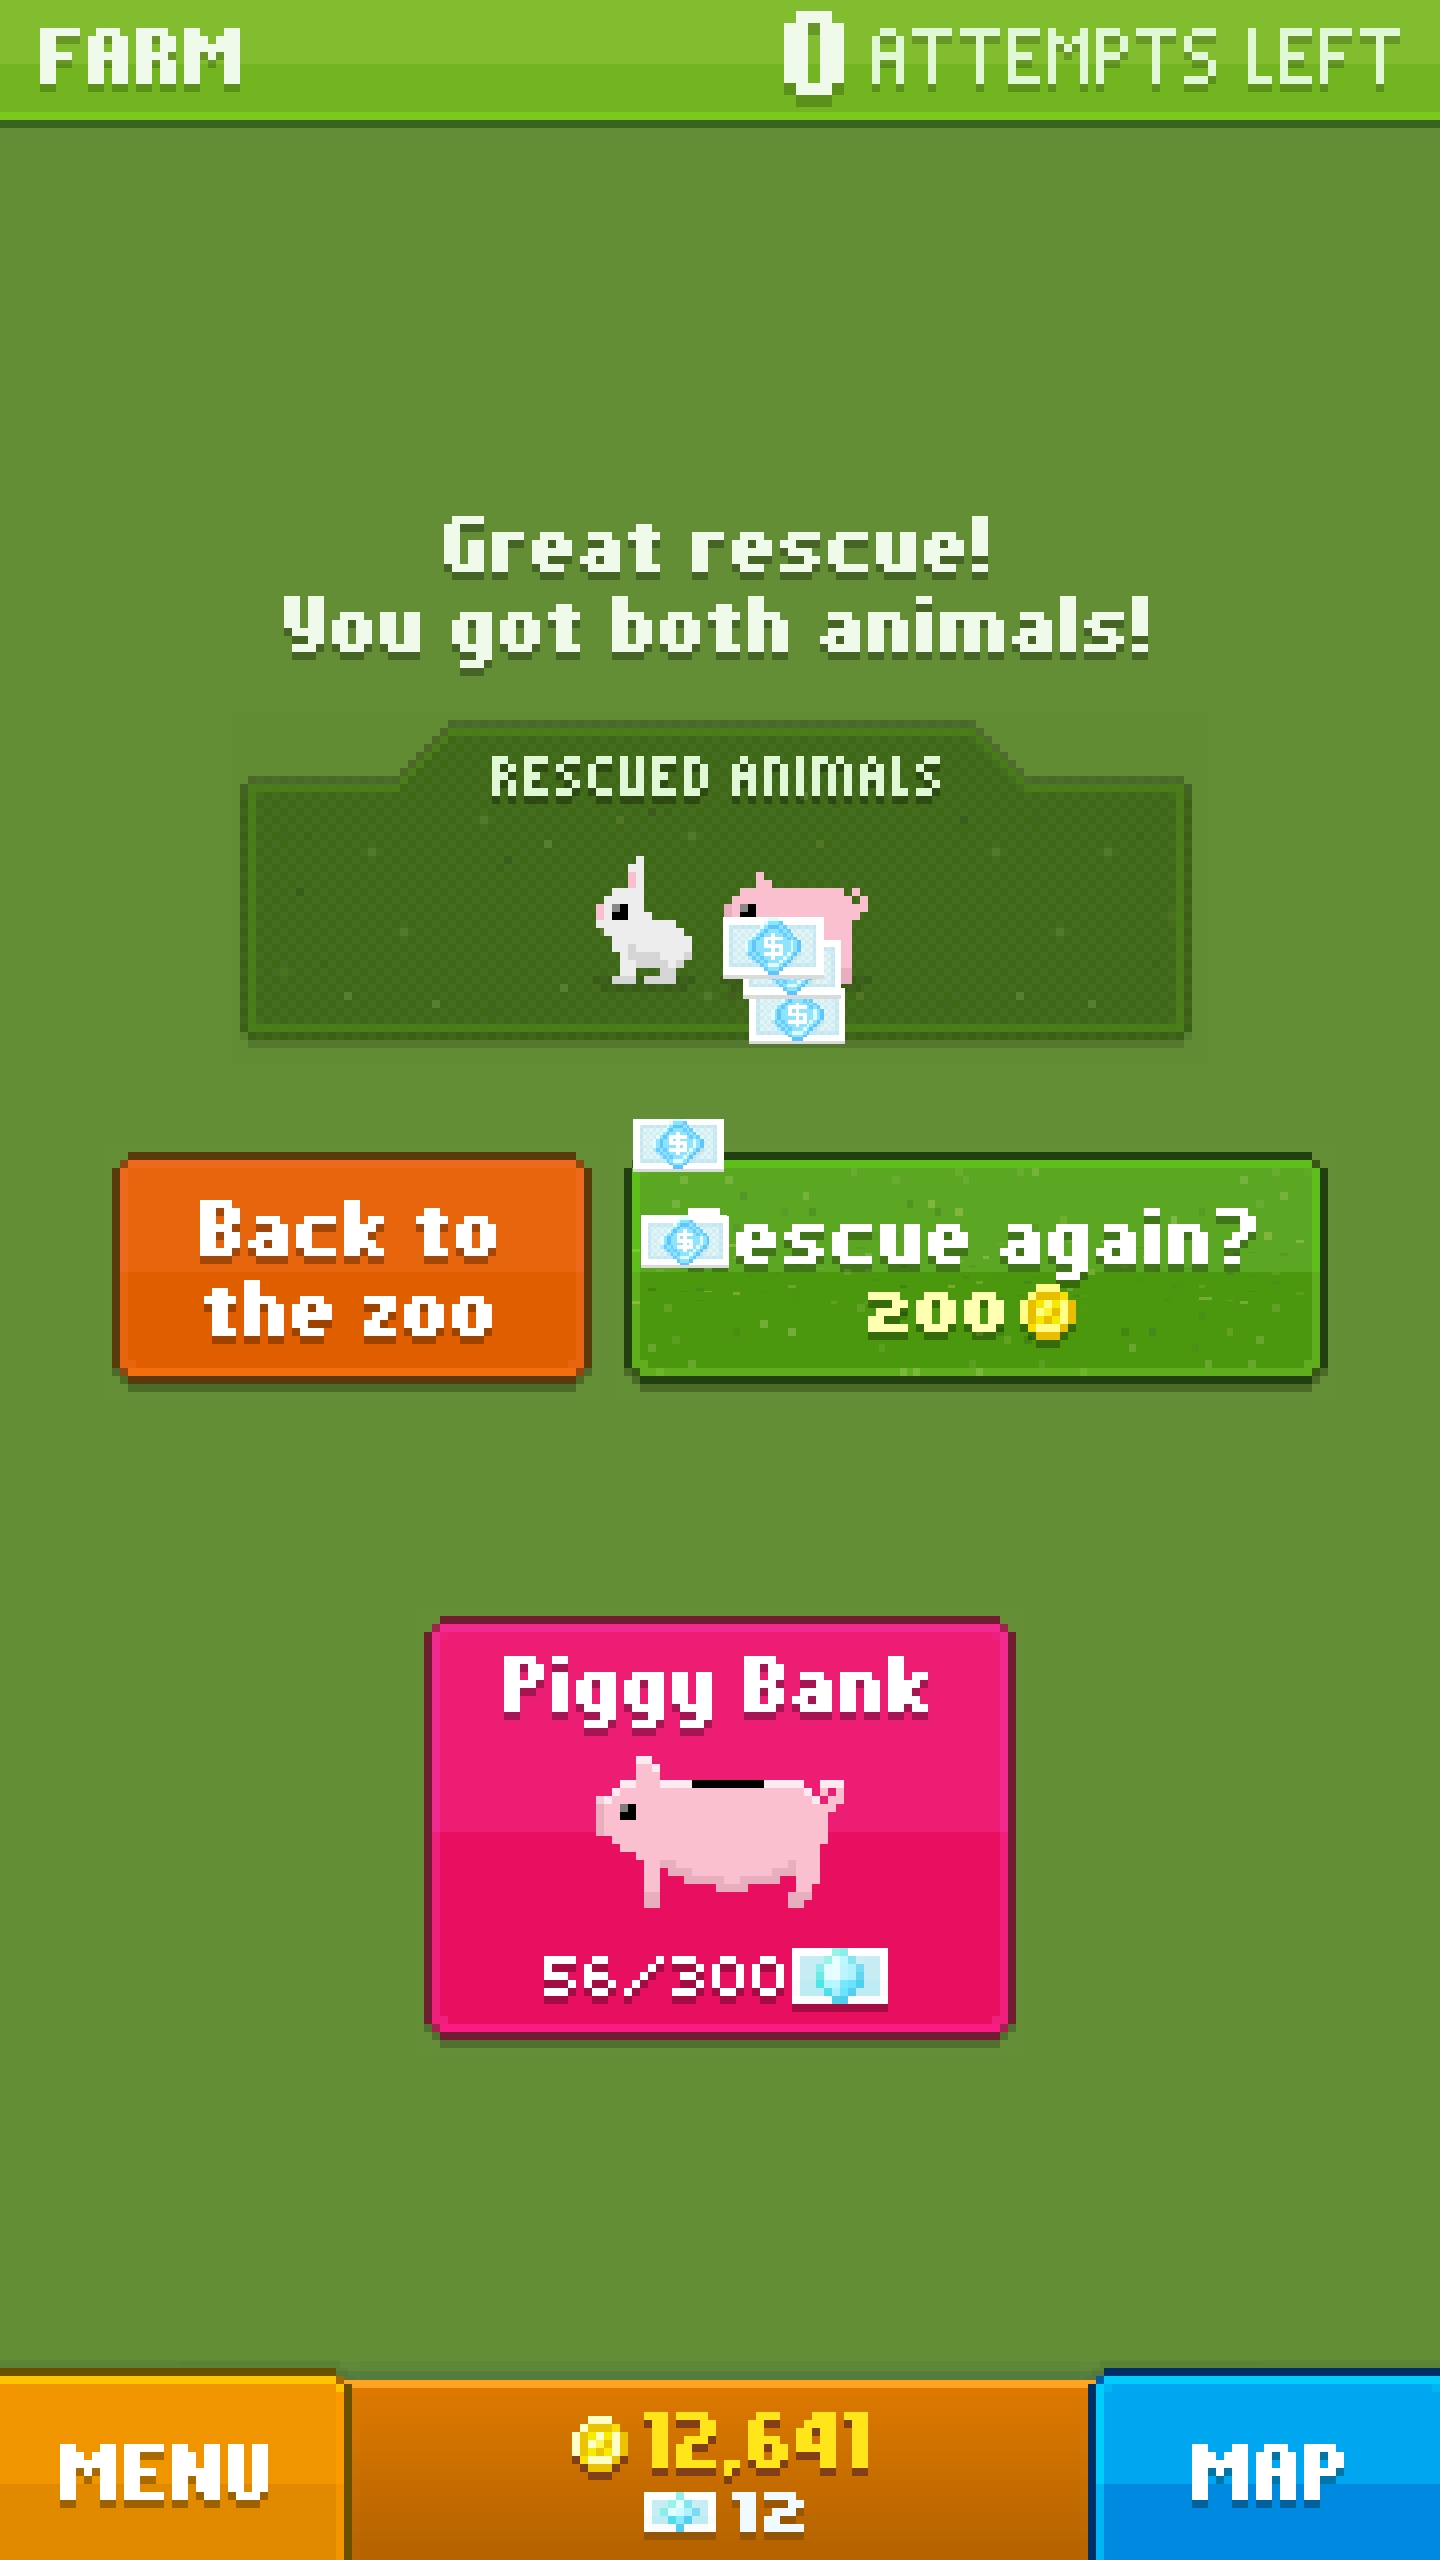 FARM
0 ATTEMPTS LEFT
Great rescue!
You got both animals!
RESCUED ANIMALS
Back to
the zoo
escue again?
200
Piggy Bank
56/300
MENU
12,641
12
MAP